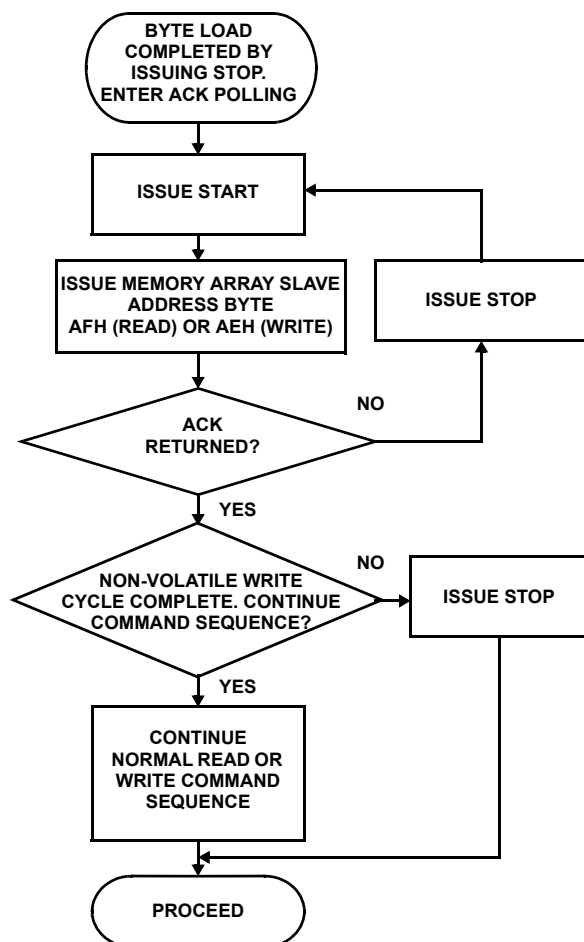 BYTE LOAD
COMPLETED BY
ISSUING STOP.
ENTER ACK POLLING
ISSUE START
ISSUE MEMORY ARRAY SLAVE
ADDRESS BYTE
AFH (READ) OR AEH (WRITE)
ISSUE STOP
ACK
RETURNED?
NO
YES
NON-VOLATILE WRITE
CYCLE COMPLETE. CONTINUE
COMMAND SEQUENCE?
NO
ISSUE STOP
YES
CONTINUE
NORMAL READ OR
WRITE COMMAND
SEQUENCE
PROCEED